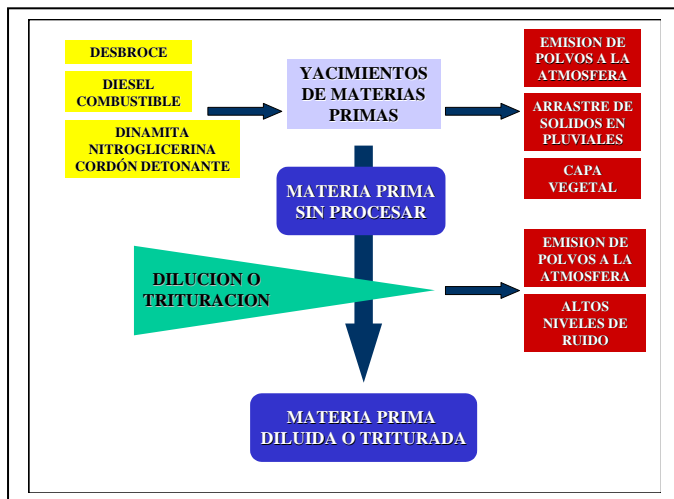 DESBROCE
DIESEL
COMBUSTIBLE
DINAMITA
NITROGLICERINA
CORDÓN DETONANTE
YACIMIENTOS
DE MATERIAS
PRIMAS
EMISION DE
POLVOS A LA
ATMOSFERA
ARRASTRE DE
SOLIDOS EN
PLUVIALES
CAPA
VEGETAL
MATERIA PRIMA
SIN PROCESAR
DILUCION O
TRITURACION
EMISION DE
POLVOS A LA
ATMOSFERA
ALTOS
NIVELES DE
RUIDO
MATERIA PRIMA
DILUIDA O TRITURADA